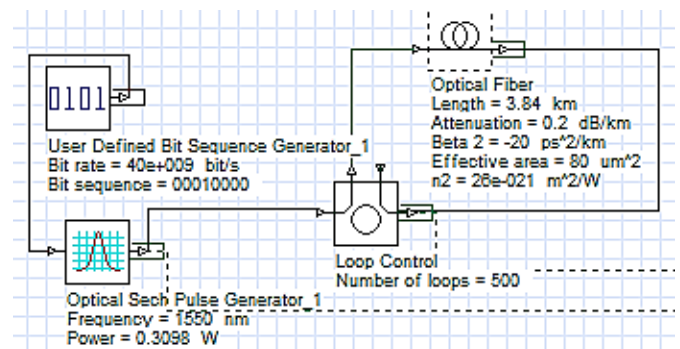 0101
User Defined Bit Sequence Generator_1
Bit rate = 40e+009 bit/s
Bit sequence = 00010000
Optical Fiber
Length = 3.84 km
Attenuation = 0.2 dB/km
Beta 2 = -20 ps^2/km
Effective area = 80 um^2
n2 = 26e-021 m^2/W
Loop Control
Number of loops = 500
Optical Sech Pulse Generator_1
Frequency = 1550 nm
Power = 0.3098 W